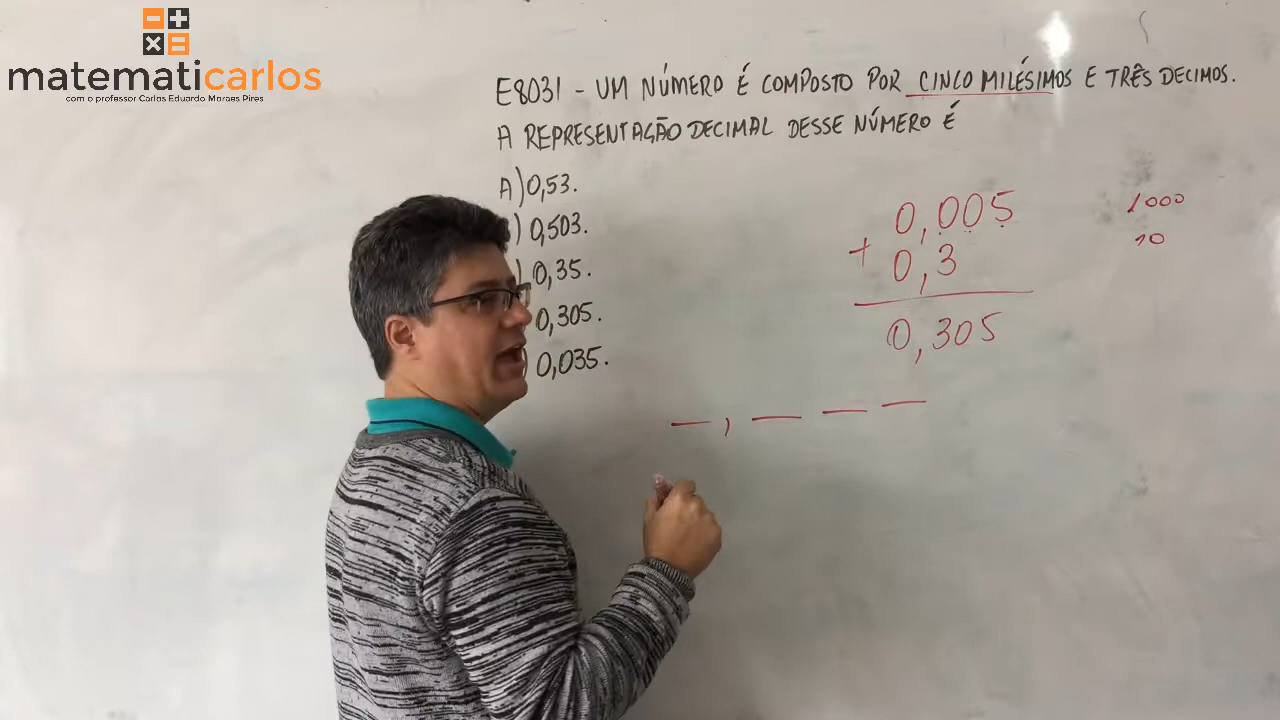 matematicarlos
com o professor Carlos Eduardo Moraes Pires
E8031 - UM NÚMERO É COMPOSTO POR CINCO MILÉSIMOS E TRÊS DECIMOS.
A REPRESENTAÇÃO DECIMAL DESSE NÚMERO É
A) 0,53.
) 0,503.
) 0,35.
0,305.
) 0,035.
0,005
+ 0,3
0,305
1000
10
_, _ _ _